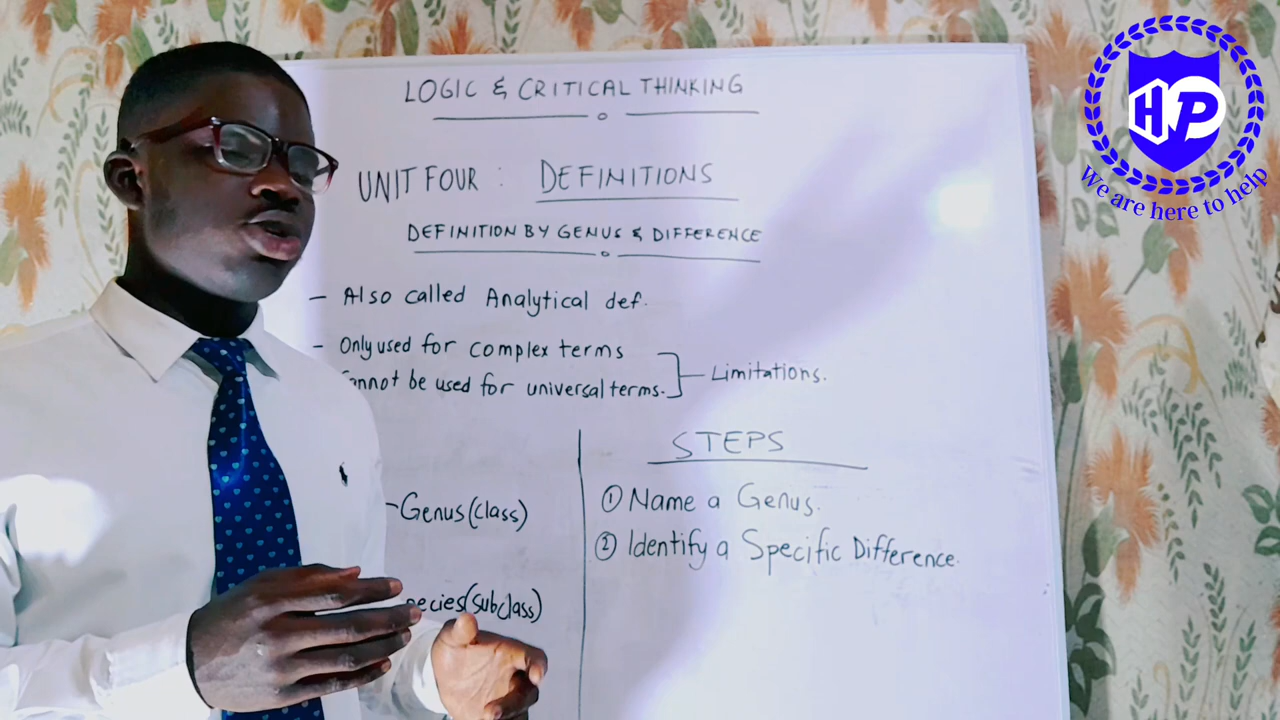 LOGIC & CRITICAL THINKING
UNIT FOUR : DEFINITIONS
DEFINITION BY GENUS & DIFFERENCE
– Also called Analytical def.
– Only used for complex terms
Cannot be used for universal terms.
Limitations.
Genus (class)
pecies (subclass)
STEPS
① Name a Genus.
② Identify a Specific Difference.
HP
We are here to help